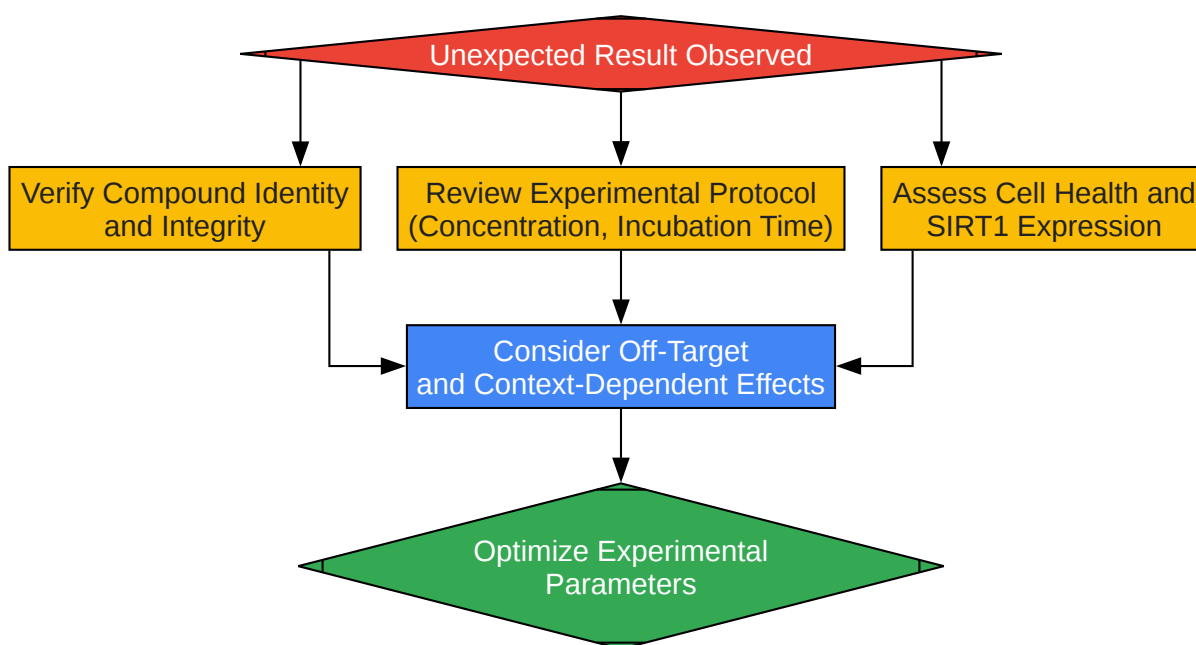 Unexpected Result Observed
Verify Compound Identity
and Integrity
Review Experimental Protocol
(Concentration, Incubation Time)
Assess Cell Health and
SIRT1 Expression
Consider Off-Target
and Context-Dependent Effects
Optimize Experimental
Parameters